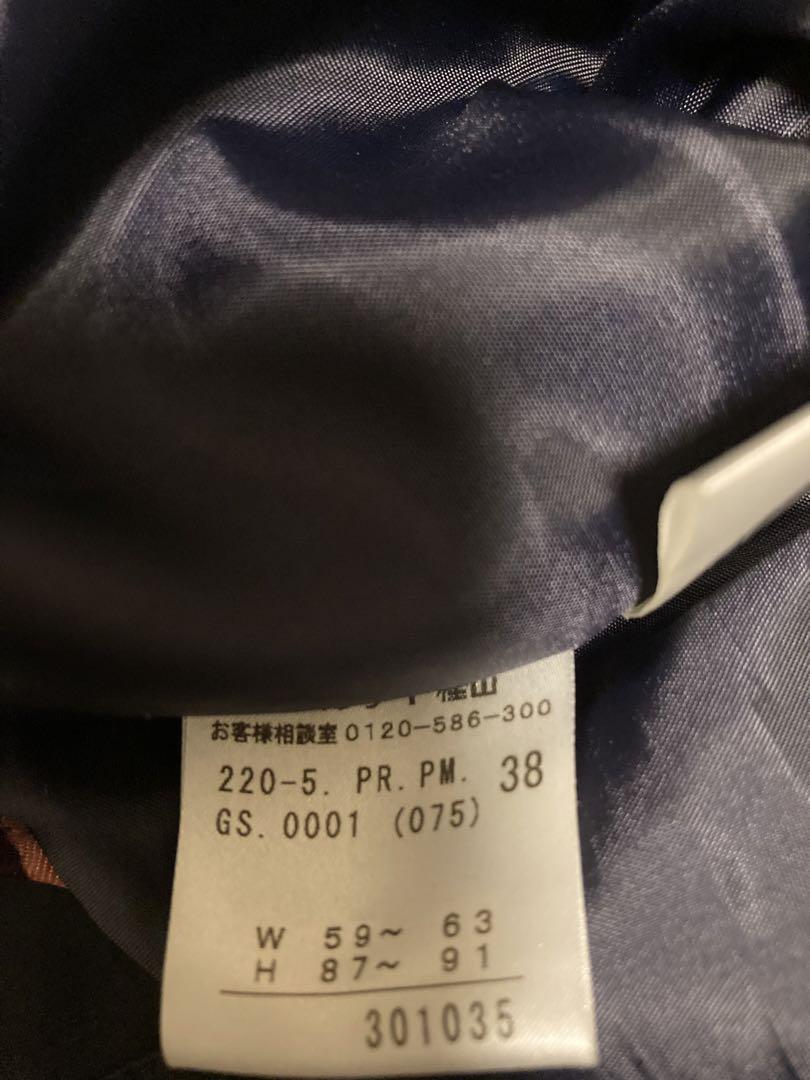 お客様相談室 0120-586-300
220-5. PR. PM. 38
GS. 0001 (075)
W 59~ 63
H 87~ 91
301035